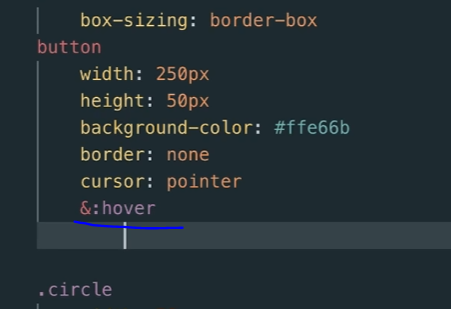 box-sizing: border-box
button
width: 250px
height: 50px
background-color: #ffe66b
border: none
cursor: pointer
&:hover
.circle